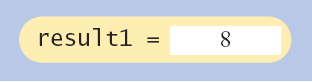 result1 = 8